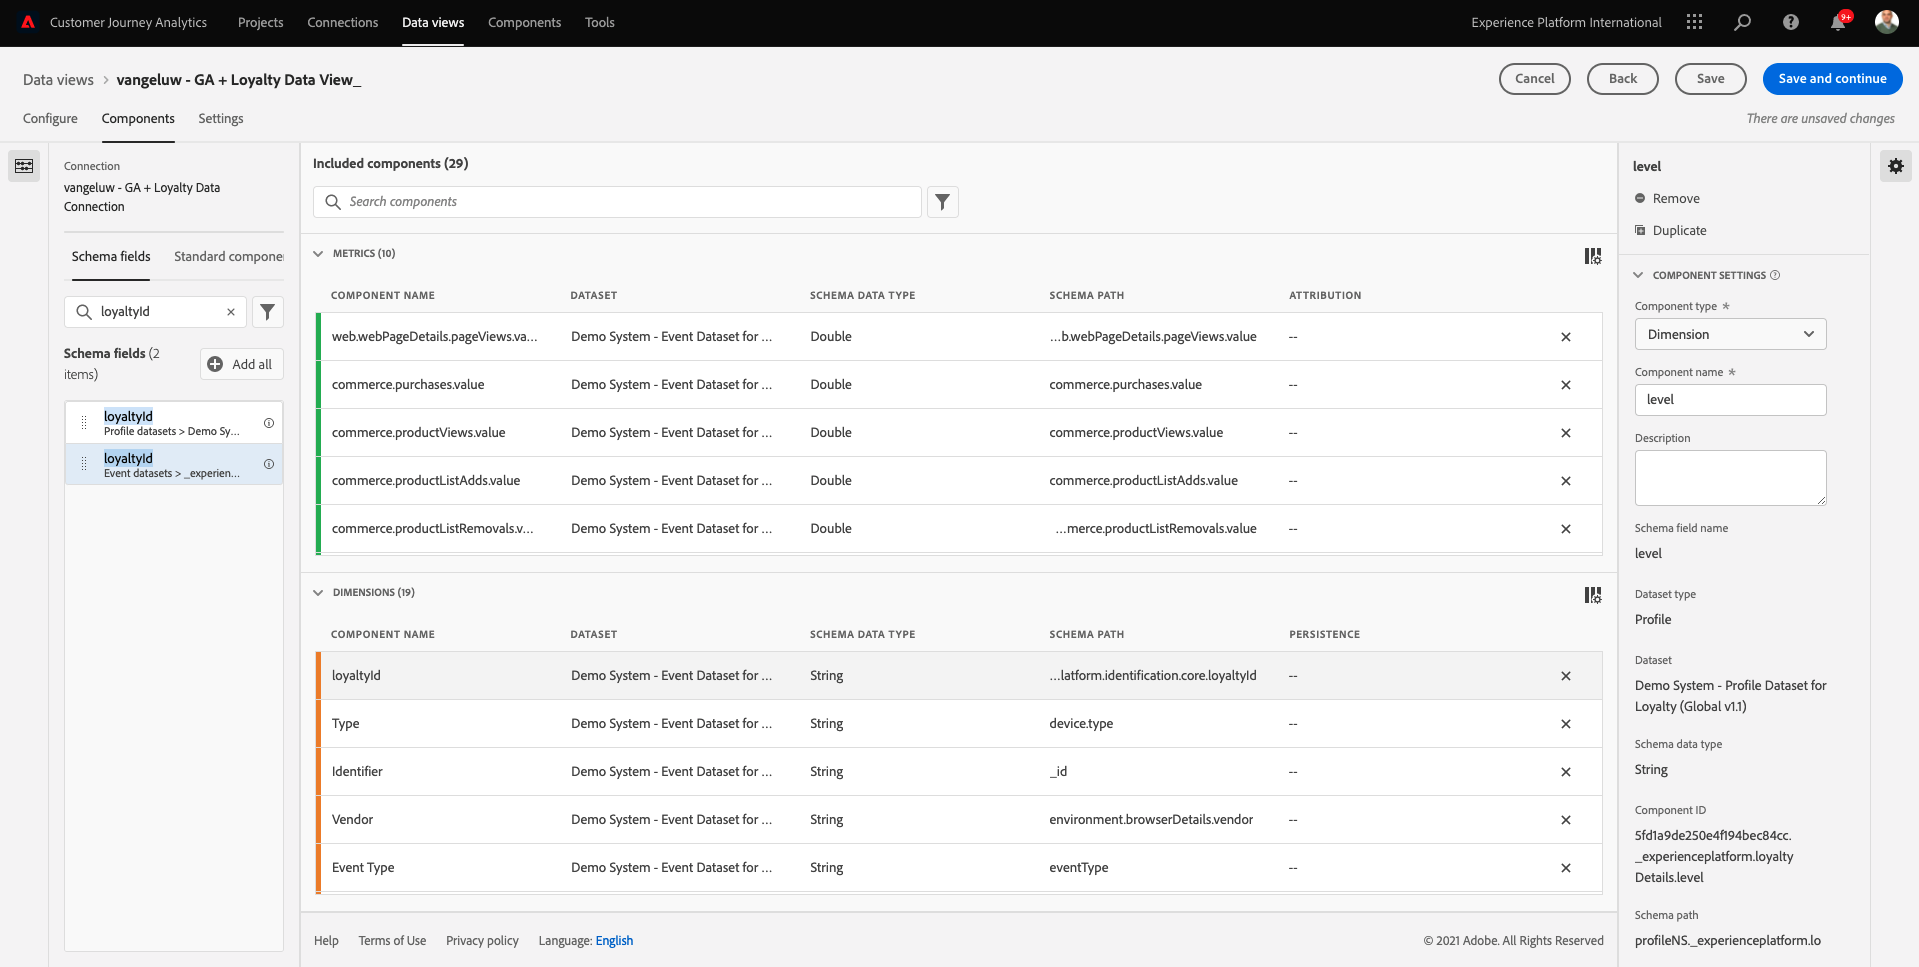 Customer Journey Analytics Projects Connections Data views Components Tools Experience Platform International 9+
Data views > vangeluw - GA + Loyalty Data View_ Cancel Back Save Save and continue
Configure Components Settings There are unsaved changes
Connection
vangeluw - GA + Loyalty Data
Connection
Schema fields Standard compone
loyaltyId
Schema fields (2
items)
Add all
loyaltyId
Profile datasets > Demo Sy...
loyaltyId
Event datasets > _experien...
Included components (29)
Search components
METRICS (10)
COMPONENT NAME DATASET SCHEMA DATA TYPE SCHEMA PATH ATTRIBUTION
web.webPageDetails.pageViews.va... Demo System - Event Dataset for ... Double ...b.webPageDetails.pageViews.value --
commerce.purchases.value Demo System - Event Dataset for ... Double commerce.purchases.value --
commerce.productViews.value Demo System - Event Dataset for ... Double commerce.productViews.value --
commerce.productListAdds.value Demo System - Event Dataset for ... Double commerce.productListAdds.value --
commerce.productListRemovals.v... Demo System - Event Dataset for ... Double ...merce.productListRemovals.value --
DIMENSIONS (19)
COMPONENT NAME DATASET SCHEMA DATA TYPE SCHEMA PATH PERSISTENCE
loyaltyId Demo System - Event Dataset for ... String ...latform.identification.core.loyaltyId --
Type Demo System - Event Dataset for ... String device.type --
Identifier Demo System - Event Dataset for ... String _id --
Vendor Demo System - Event Dataset for ... String environment.browserDetails.vendor --
Event Type Demo System - Event Dataset for ... String eventType --
Help Terms of Use Privacy policy Language: English © 2021 Adobe. All Rights Reserved
level
Remove
Duplicate
COMPONENT SETTINGS
Component type *
Dimension
Component name *
level
Description
Schema field name
level
Dataset type
Profile
Dataset
Demo System - Profile Dataset for
Loyalty (Global v1.1)
Schema data type
String
Component ID
5fd1a9de250e4f194bec84cc.
_experienceplatform.loyalty
Details.level
Schema path
profileNS._experienceplatform.lo